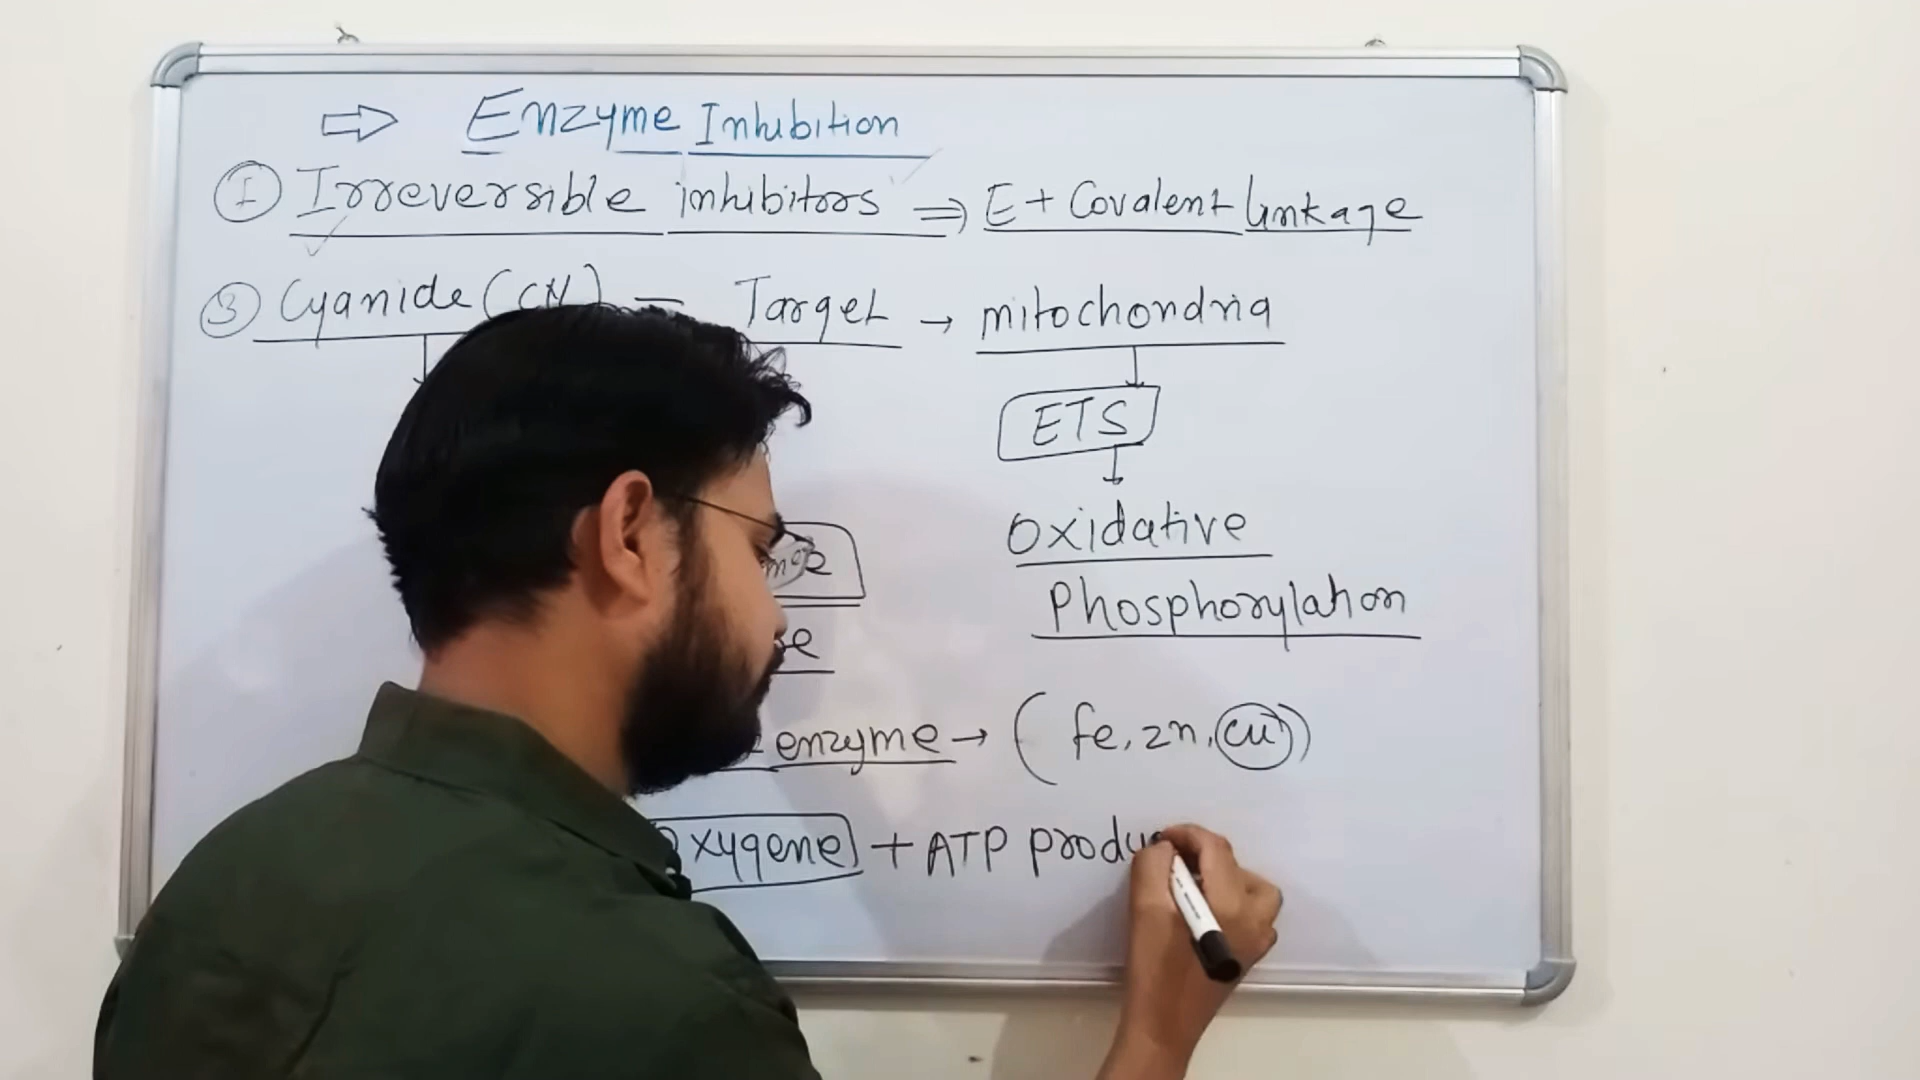 ⇒ Enzyme Inhibition
① Irreversible inhibitors ⇒ E + Covalent linkage
③ Cyanide (CN) = Target → mitochondria
ETS
Oxidative
Phosphorylation
enzyme → (fe, zn, cu)
Oxygene + ATP produ